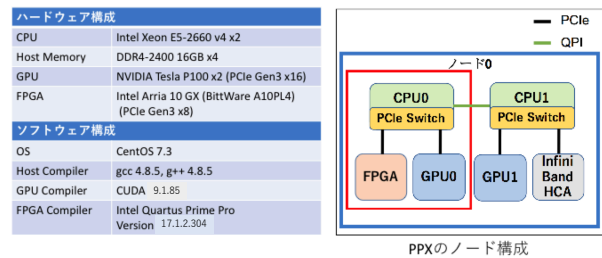 ハードウェア構成
CPU Intel Xeon E5-2660 v4 x2
Host Memory DDR4-2400 16GB x4
GPU NVIDIA Tesla P100 x2 (PCIe Gen3 x16)
FPGA Intel Arria 10 GX (BittWare A10PL4)
(PCIe Gen3 x8)
ソフトウェア構成
OS CentOS 7.3
Host Compiler gcc 4.8.5, g++ 4.8.5
GPU Compiler CUDA 9.1.85
FPGA Compiler Intel Quartus Prime Pro
Version 17.1.2.304
PCIe
QPI
ノード0
CPU0
PCIe Switch
CPU1
PCIe Switch
FPGA
GPU0
GPU1
Infini
Band
HCA
PPXのノード構成